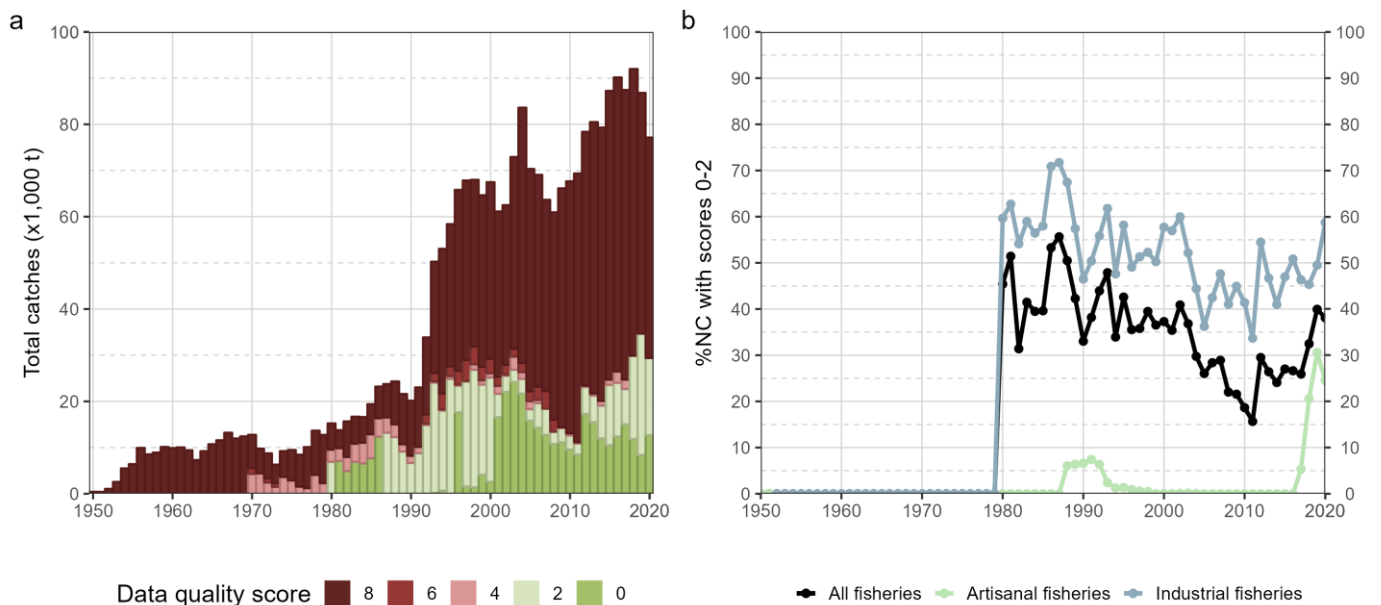 a
Total catches (x1,000 t)
100
80
60
40
20
0
1950 1960 1970 1980 1990 2000 2010 2020
Data quality score 8 6 4 2 0
b
%NC with scores 0-2
100 100
90 90
80 80
70 70
60 60
50 50
40 40
30 30
20 20
10 10
0 0
1950 1960 1970 1980 1990 2000 2010 2020
All fisheries Artisanal fisheries Industrial fisheries